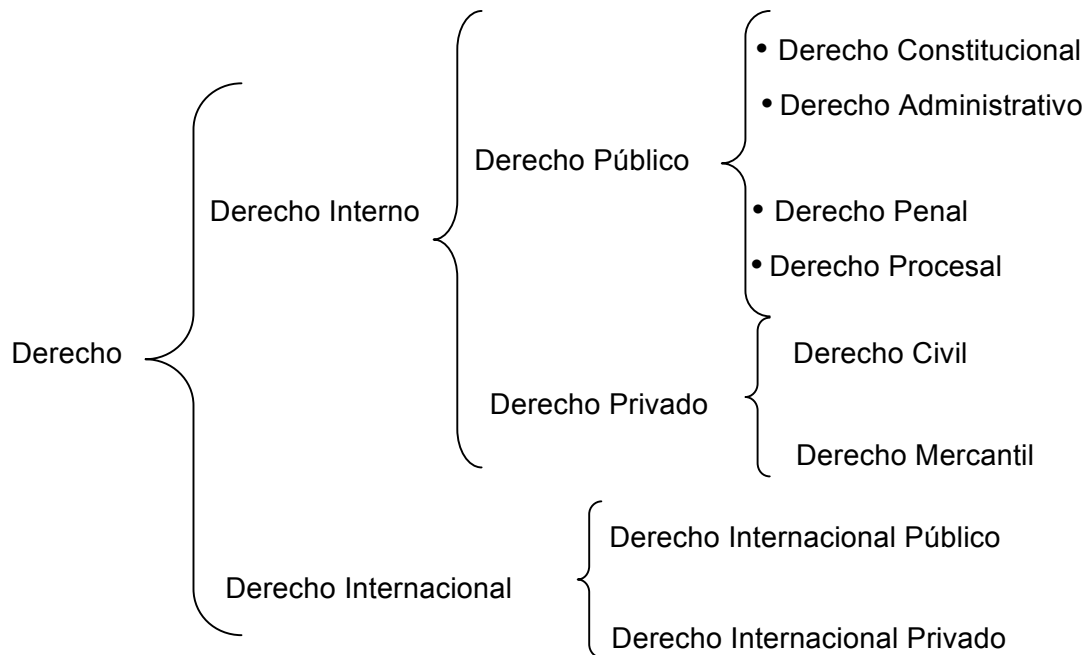 • Derecho Constitucional
• Derecho Administrativo
Derecho Público
Derecho Interno
• Derecho Penal
• Derecho Procesal
Derecho
Derecho Civil
Derecho Privado
Derecho Mercantil
Derecho Internacional Público
Derecho Internacional
Derecho Internacional Privado